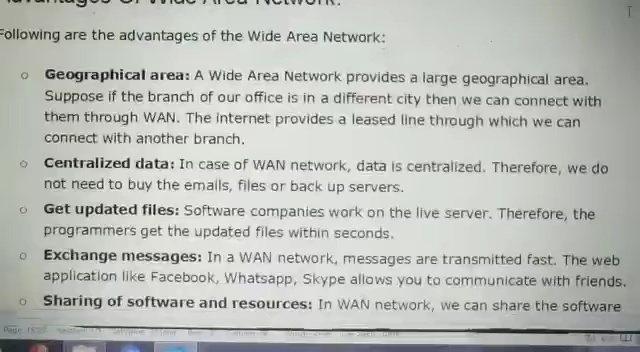 Advantages Of Wide Area Network:
Following are the advantages of the Wide Area Network:
o Geographical area: A Wide Area Network provides a large geographical area.
Suppose if the branch of our office is in a different city then we can connect with
them through WAN. The internet provides a leased line through which we can
connect with another branch.
o Centralized data: In case of WAN network, data is centralized. Therefore, we do
not need to buy the emails, files or back up servers.
o Get updated files: Software companies work on the live server. Therefore, the
programmers get the updated files within seconds.
o Exchange messages: In a WAN network, messages are transmitted fast. The web
application like Facebook, Whatsapp, Skype allows you to communicate with friends.
o Sharing of software and resources: In WAN network, we can share the software